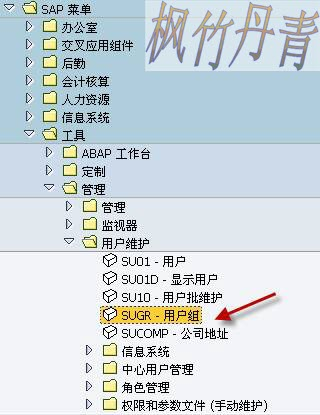 SAP 菜单
枫竹丹青
办公室
交叉应用组件
后勤
会计核算
人力资源
信息系统
工具
ABAP 工作台
定制
管理
管理
监视器
用户维护
SU01 - 用户
SU01D - 显示用户
SU10 - 用户批维护
SUGR - 用户组
SUCOMP - 公司地址
信息系统
中心用户管理
角色管理
权限和参数文件 (手动维护)